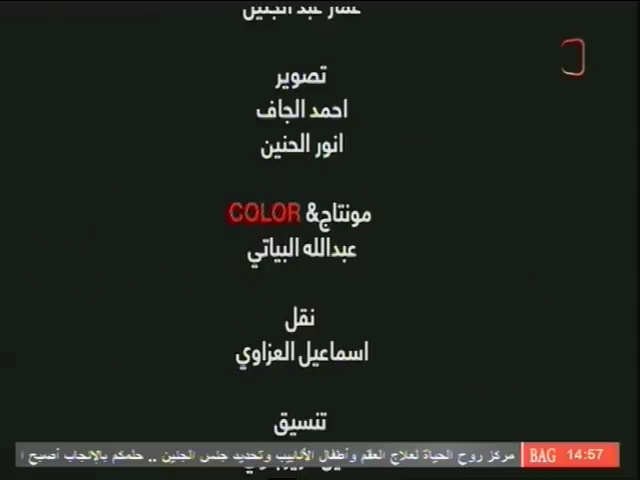 تصوير
احمد الجاف
انور الحنين
مونتاج& COLOR
عبدالله البياتي
نقل
اسماعيل العزاوي
تنسيق
BAG 14:57
مركز روح الحياة لعلاج العقم وأطفال الأنابيب وتحديد جنس الجنين .. حلمكم بالإنجاب أصبح ا